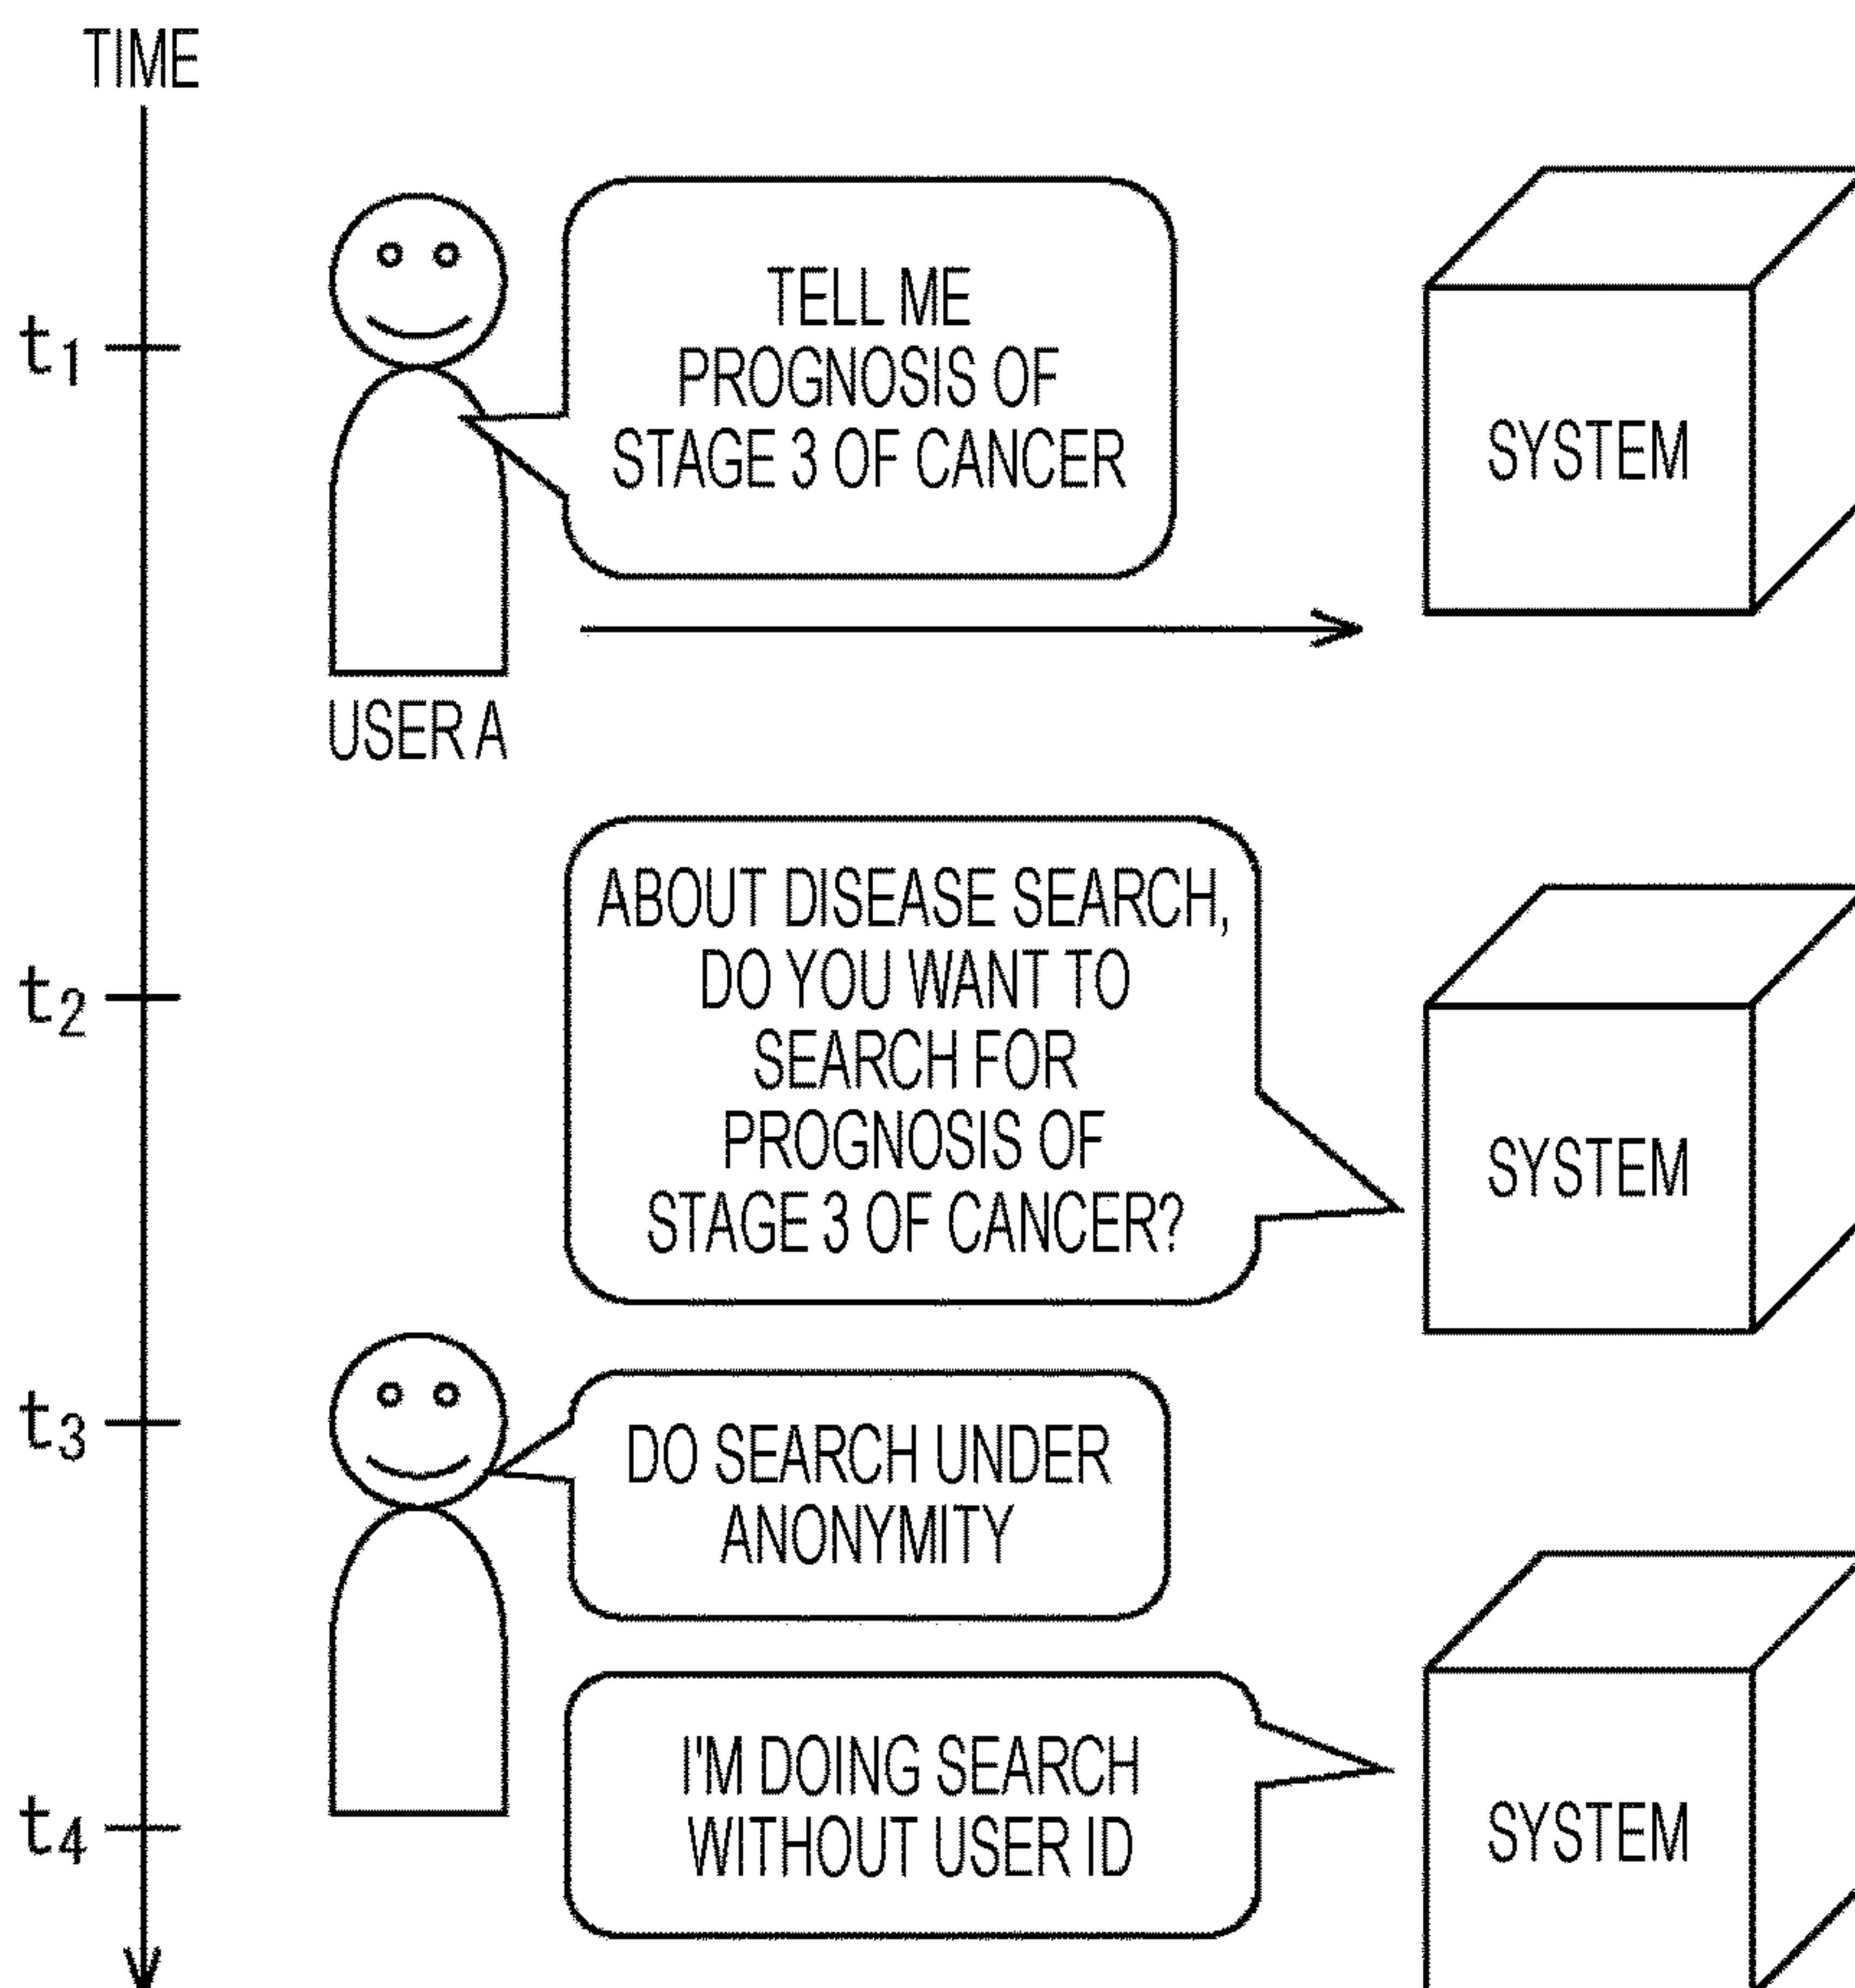 TIME
t1
TELL ME
PROGNOSIS OF
STAGE 3 OF CANCER
SYSTEM
USER A
t2
ABOUT DISEASE SEARCH,
DO YOU WANT TO
SEARCH FOR
PROGNOSIS OF
STAGE 3 OF CANCER?
SYSTEM
t3
DO SEARCH UNDER
ANONYMITY
t4
I'M DOING SEARCH
WITHOUT USER ID
SYSTEM